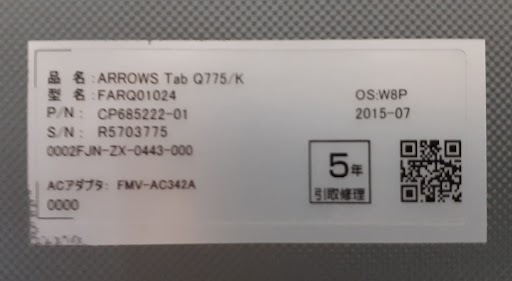 品 名：ARROWS Tab Q775/K
型 名：FARQ01024
P/N： CP685222-01
S/N： R5703775
0002FJN-ZX-0443-000
ACアダプタ： FMV-AC342A
0000
OS:W8P
2015-07
5年
引取修理